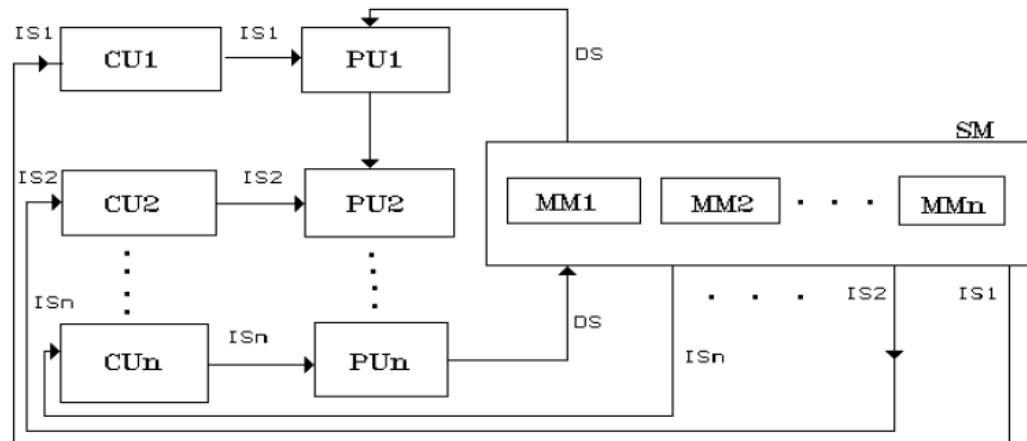 IS1
CU1
IS1
PU1
DS
SM
IS2
CU2
IS2
PU2
MM1
MM2
MMn
ISn
CUn
ISn
PUn
DS
ISn
IS2
IS1